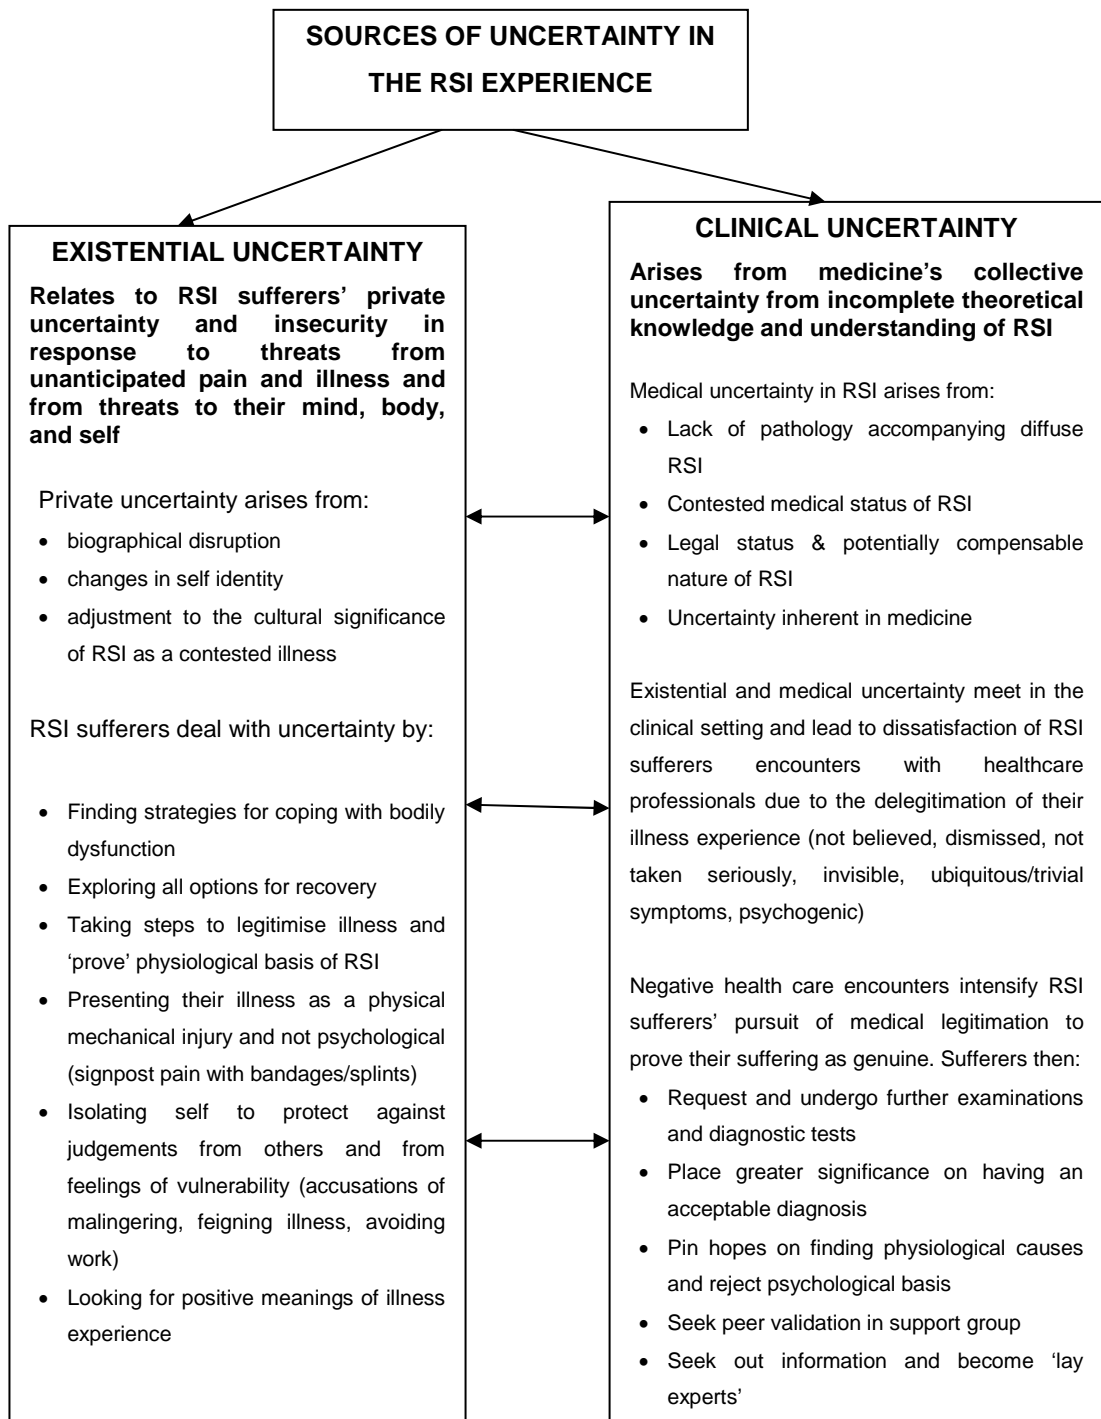 SOURCES OF UNCERTAINTY IN
THE RSI EXPERIENCE
EXISTENTIAL UNCERTAINTY
Relates to RSI sufferers’ private
uncertainty and insecurity in
response to threats from
unanticipated pain and illness and
from threats to their mind, body,
and self
Private uncertainty arises from:
• biographical disruption
• changes in self identity
• adjustment to the cultural significance
of RSI as a contested illness
RSI sufferers deal with uncertainty by:
• Finding strategies for coping with bodily
dysfunction
• Exploring all options for recovery
• Taking steps to legitimise illness and
‘prove’ physiological basis of RSI
• Presenting their illness as a physical
mechanical injury and not psychological
(signpost pain with bandages/splints)
• Isolating self to protect against
judgements from others and from
feelings of vulnerability (accusations of
malingering, feigning illness, avoiding
work)
• Looking for positive meanings of illness
experience
CLINICAL UNCERTAINTY
Arises from medicine’s collective
uncertainty from incomplete theoretical
knowledge and understanding of RSI
Medical uncertainty in RSI arises from:
• Lack of pathology accompanying diffuse
RSI
• Contested medical status of RSI
• Legal status & potentially compensable
nature of RSI
• Uncertainty inherent in medicine
Existential and medical uncertainty meet in the
clinical setting and lead to dissatisfaction of RSI
sufferers encounters with healthcare
professionals due to the delegitimation of their
illness experience (not believed, dismissed, not
taken seriously, invisible, ubiquitous/trivial
symptoms, psychogenic)
Negative health care encounters intensify RSI
sufferers’ pursuit of medical legitimation to
prove their suffering as genuine. Sufferers then:
• Request and undergo further examinations
and diagnostic tests
• Place greater significance on having an
acceptable diagnosis
• Pin hopes on finding physiological causes
and reject psychological basis
• Seek peer validation in support group
• Seek out information and become ‘lay
experts’